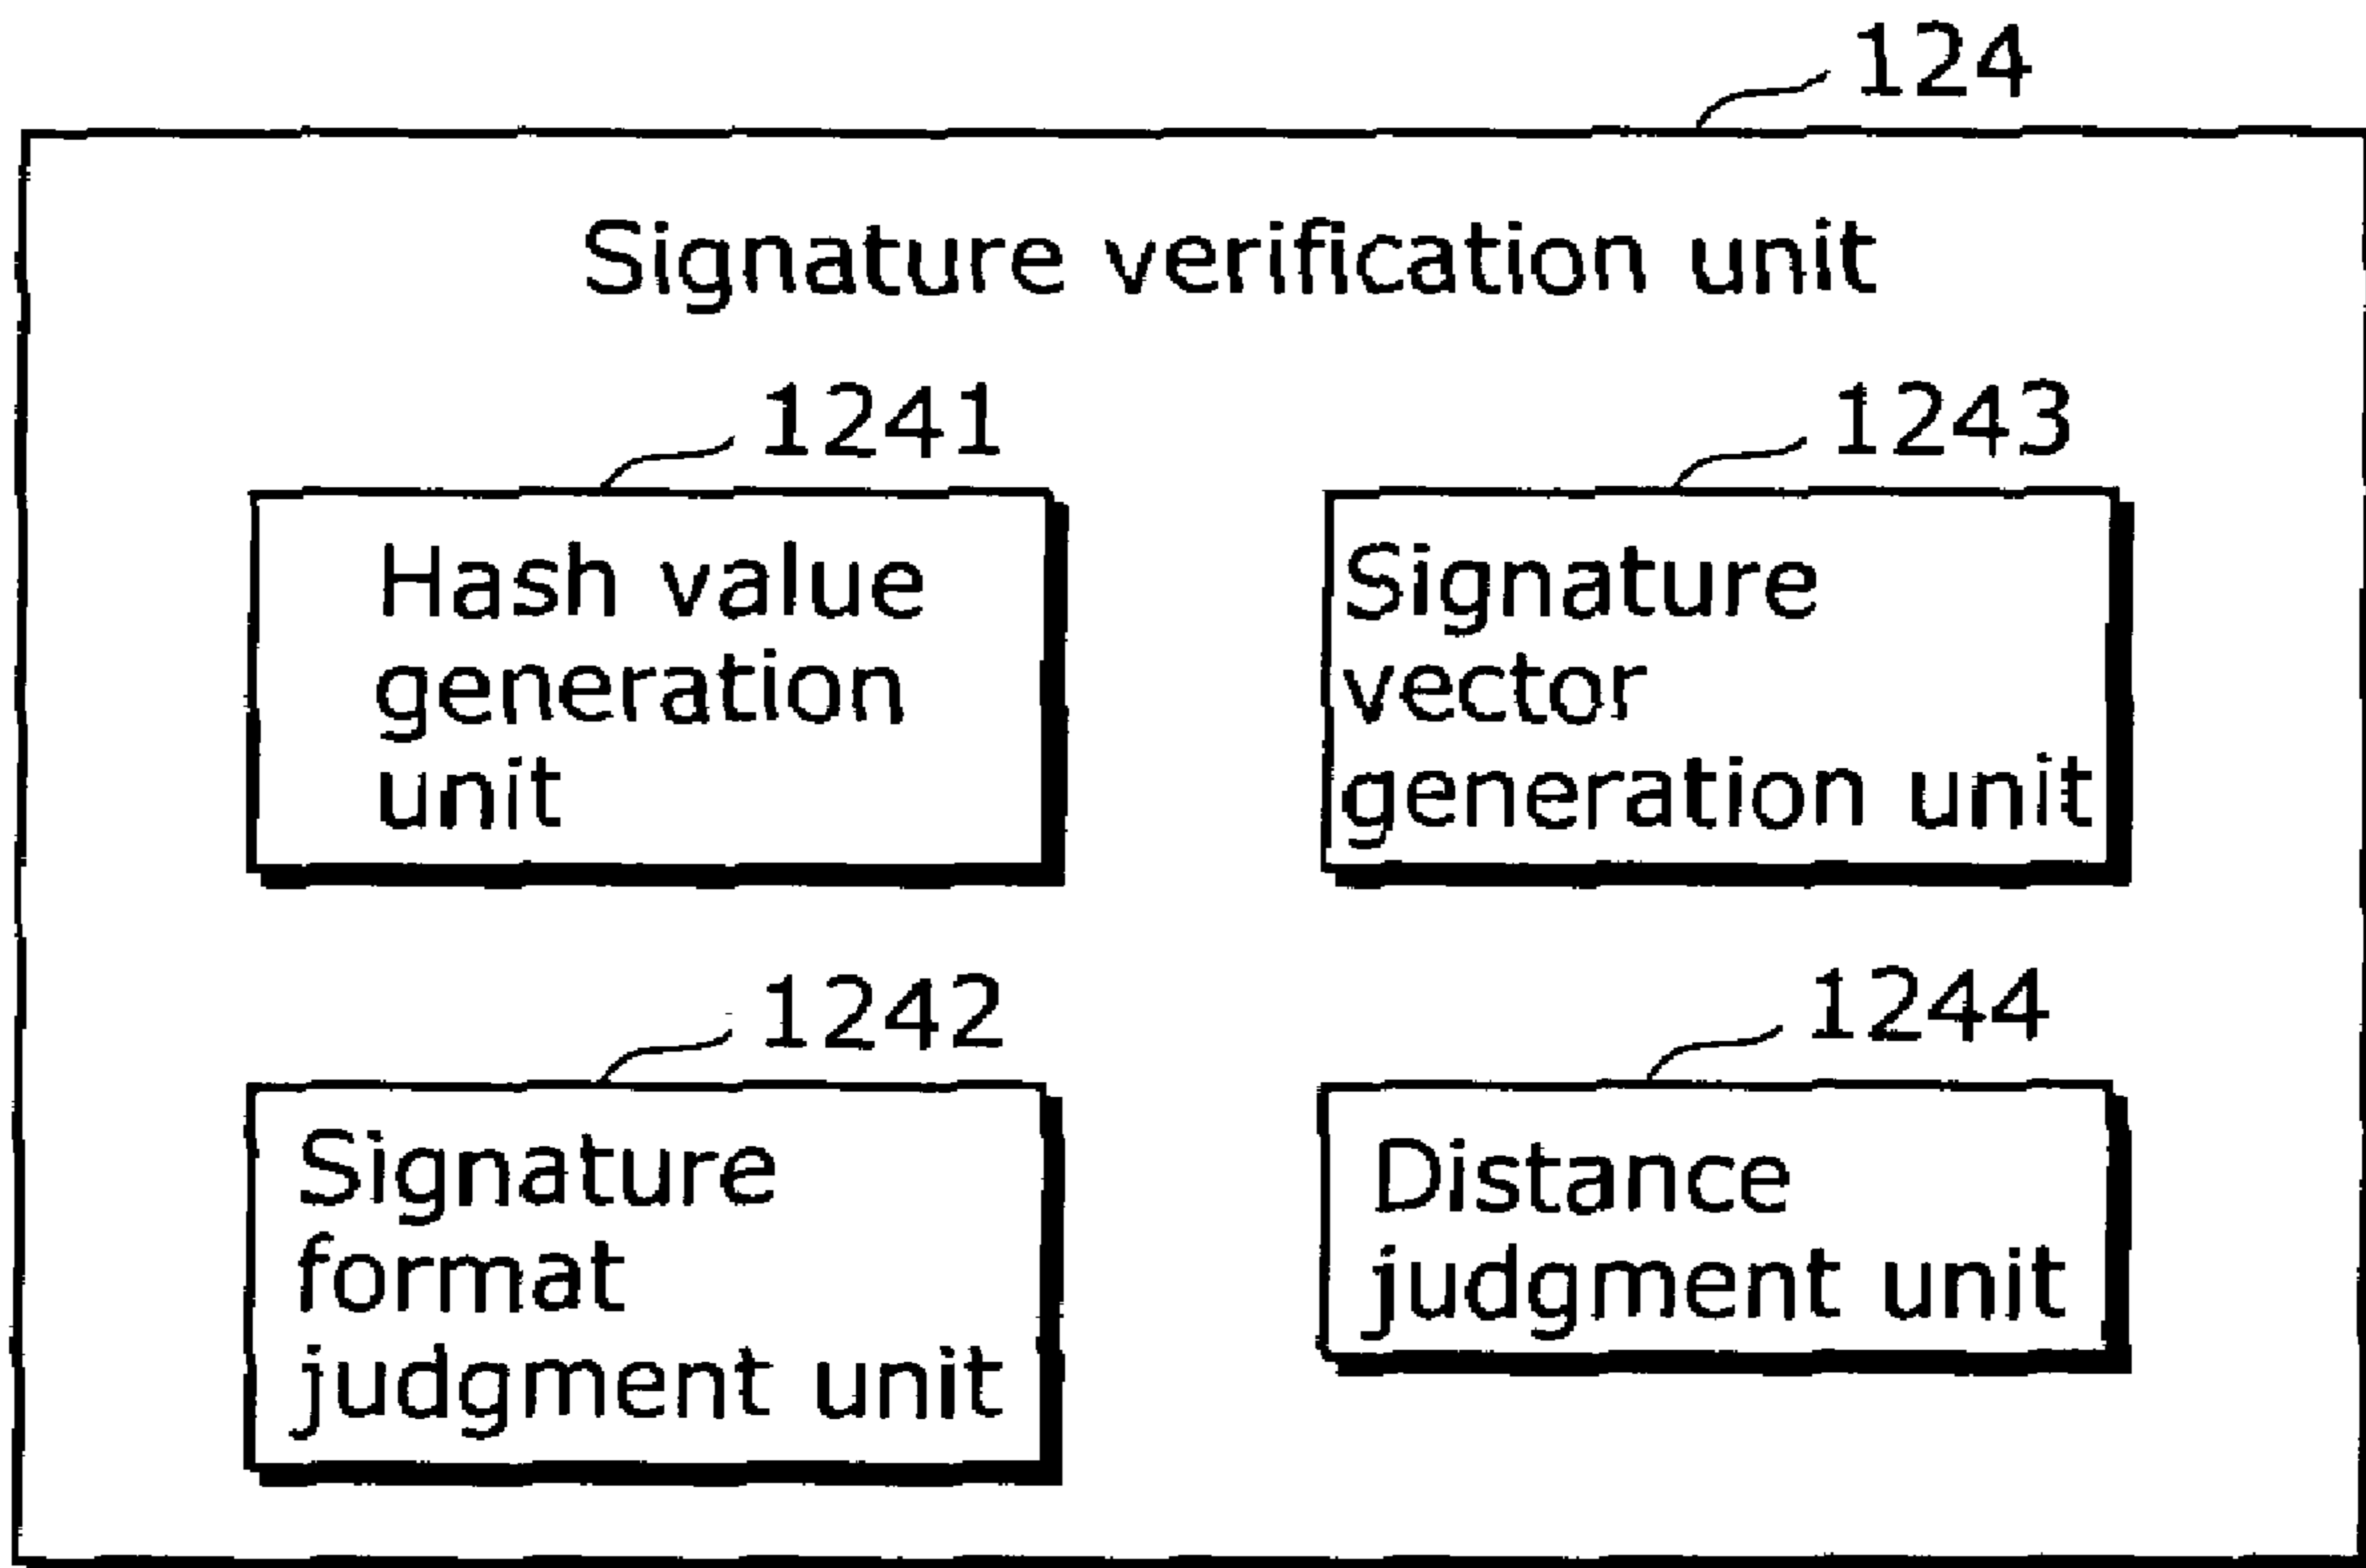 124
Signature verification unit
1241
Hash value
generation
unit
1243
Signature
vector
generation unit
1242
Signature
format
judgment unit
1244
Distance
judgment unit